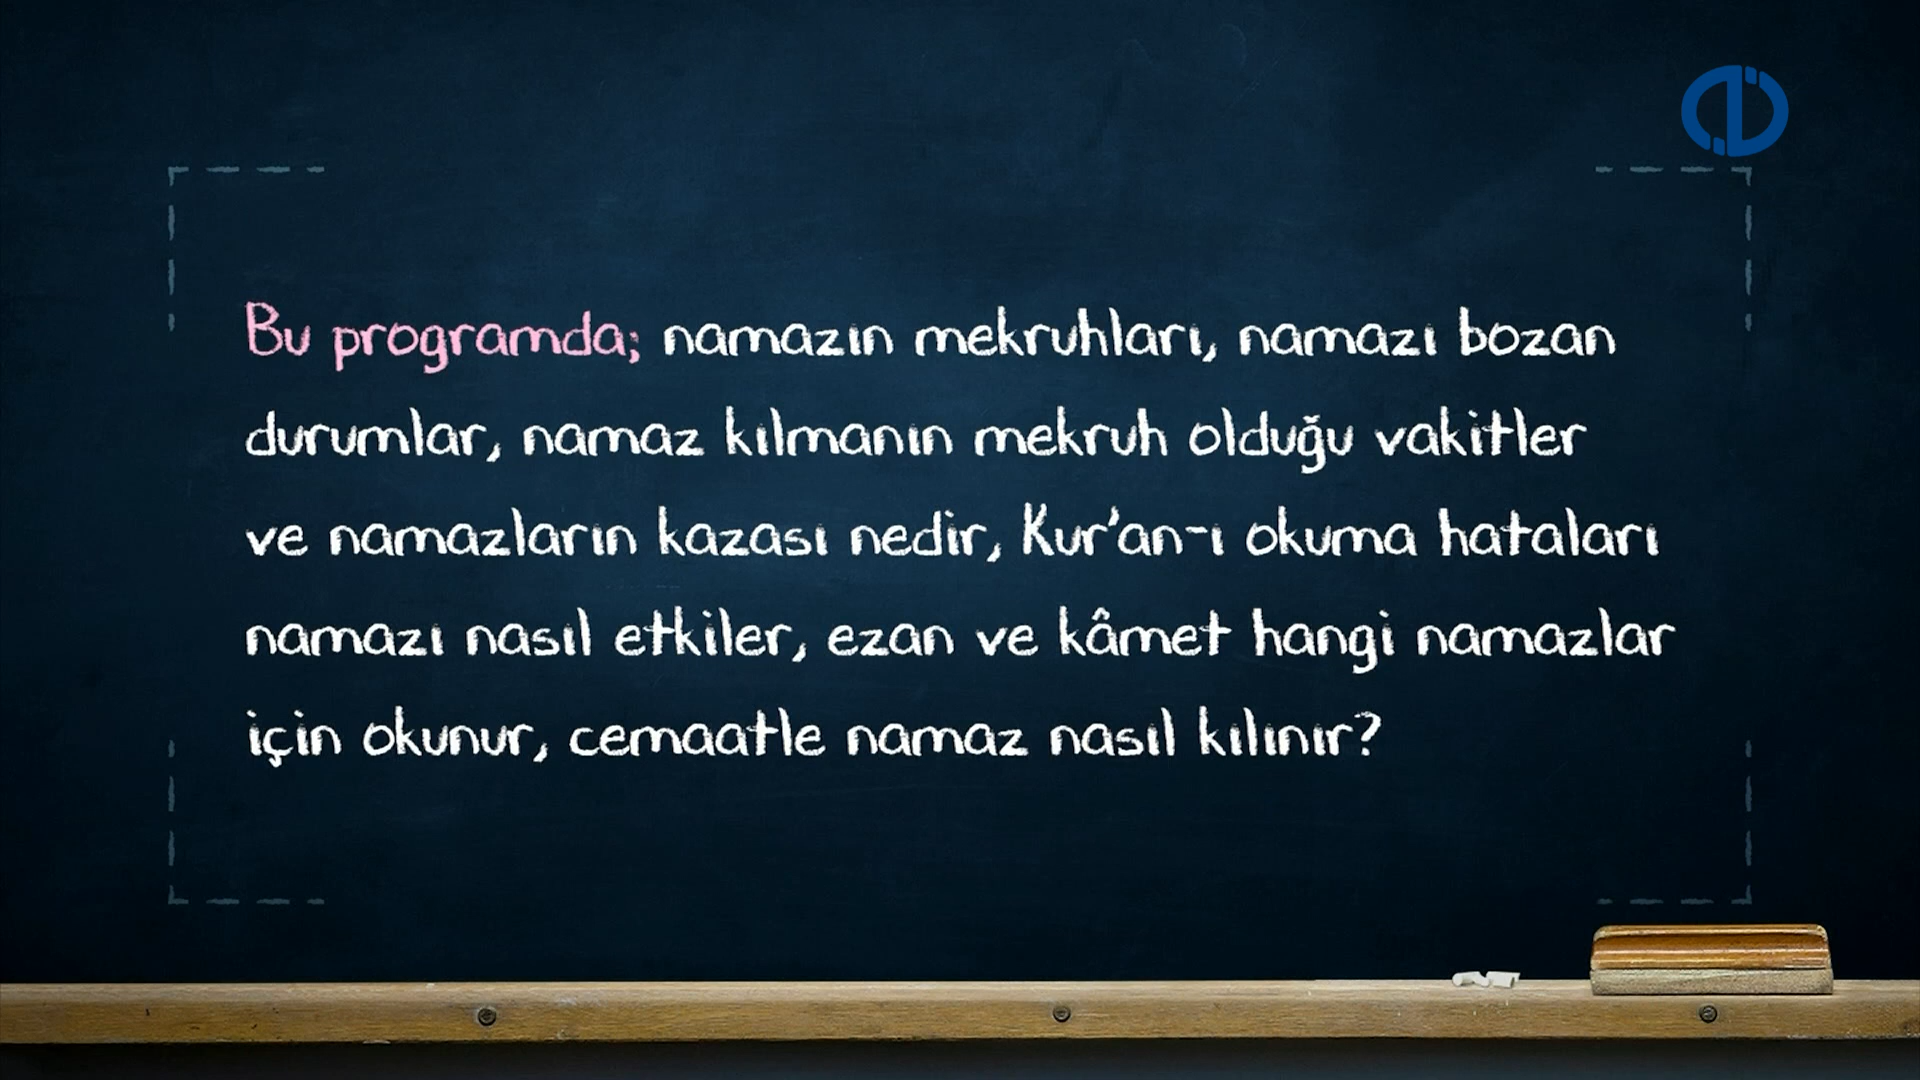 Bu programda; namazın mekruhları, namazı bozan
durumlar, namaz kılmanın mekruh olduğu vakitler
ve namazların kazası nedir, Kur'an-ı okuma hataları
namazı nasıl etkiler, ezan ve kâmet hangi namazlar
için okunur, cemaatle namaz nasıl kılınır?